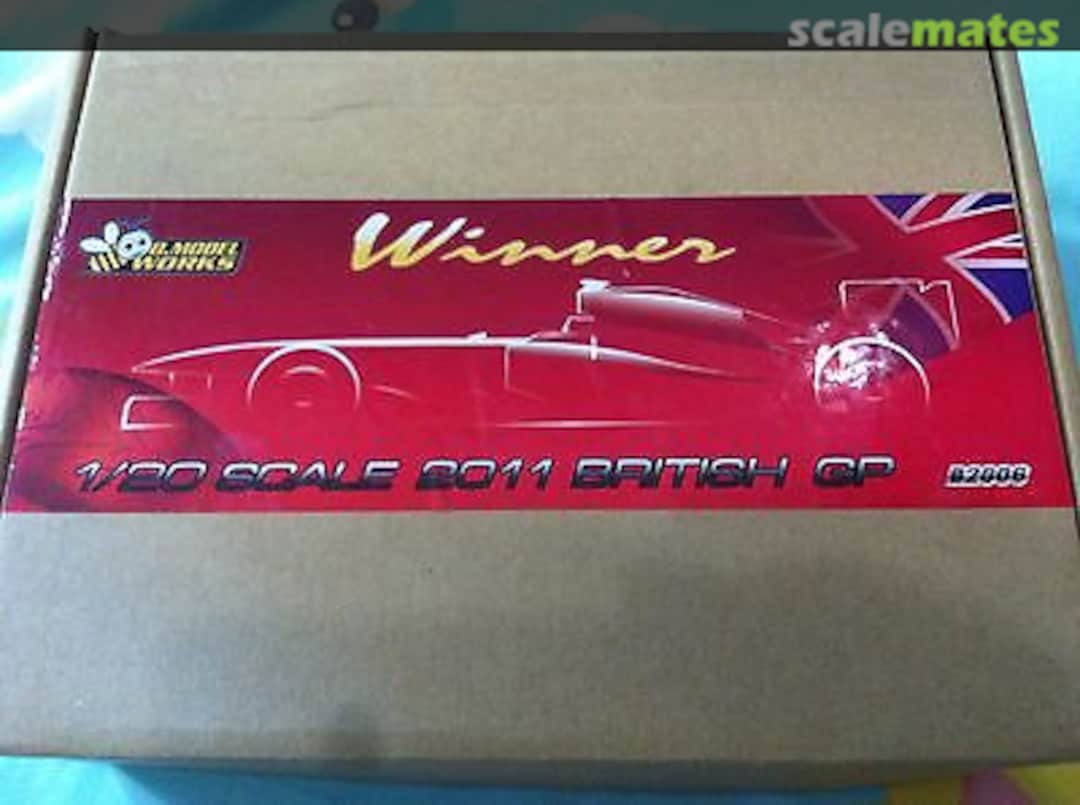 scalemates
B.MODEL
WORKS
Winner
1/20 SCALE 2011 BRITISH GP
B2006